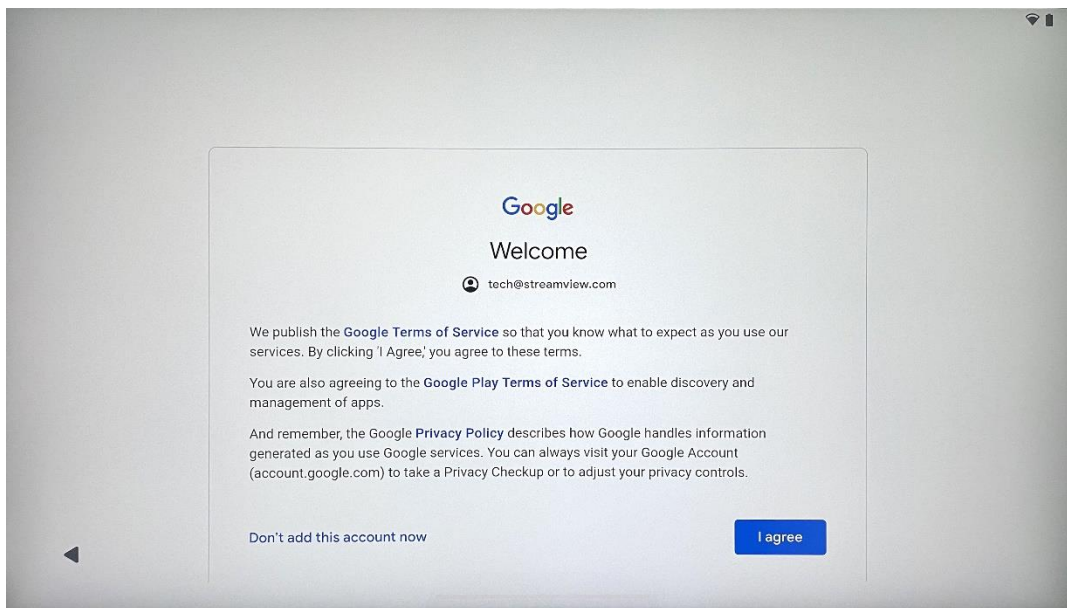 Google
Welcome
tech@streamview.com
We publish the Google Terms of Service so that you know what to expect as you use our
services. By clicking 'I Agree,' you agree to these terms.
You are also agreeing to the Google Play Terms of Service to enable discovery and
management of apps.
And remember, the Google Privacy Policy describes how Google handles information
generated as you use Google services. You can always visit your Google Account
(account.google.com) to take a Privacy Checkup or to adjust your privacy controls.
Don't add this account now
I agree